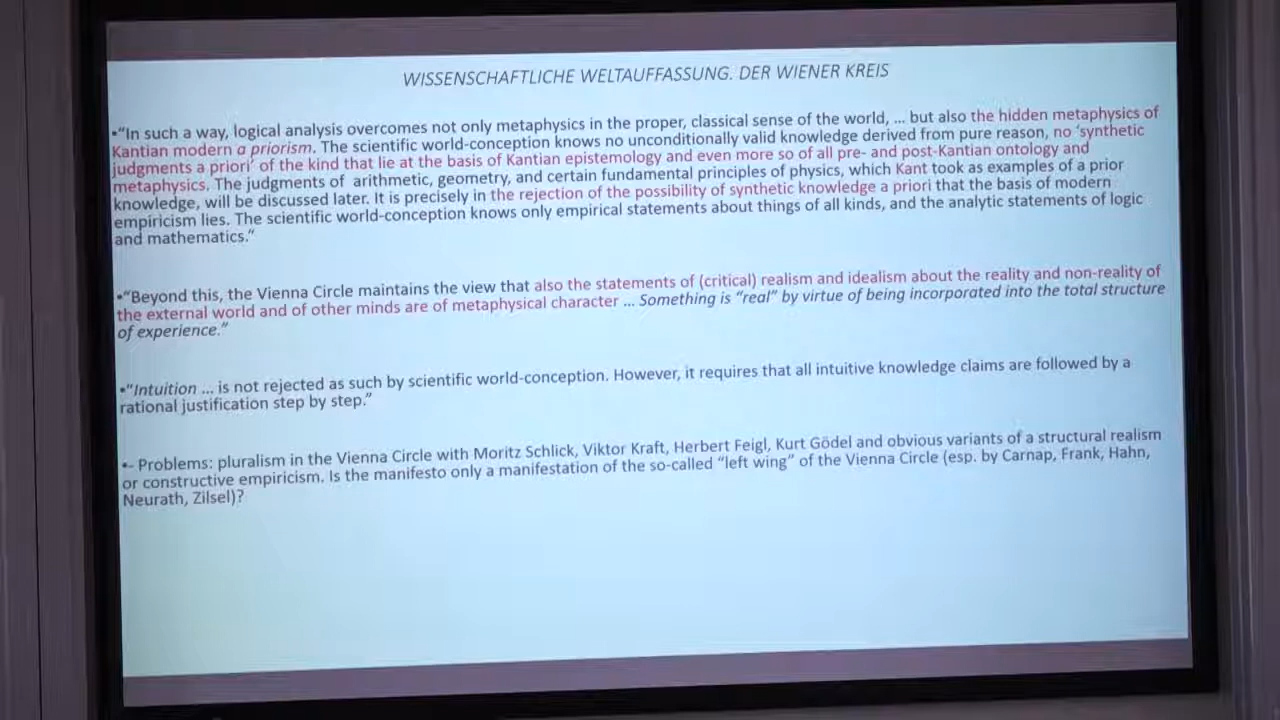 WISSENSCHAFTLICHE WELTAUFFASSUNG. DER WIENER KREIS
•“In such a way, logical analysis overcomes not only metaphysics in the proper, classical sense of the world, ... but also the hidden metaphysics of
Kantian modern a priorism. The scientific world-conception knows no unconditionally valid knowledge derived from pure reason, no ‘synthetic
judgments a priori’ of the kind that lie at the basis of Kantian epistemology and even more so of all pre- and post-Kantian ontology and
metaphysics. The judgments of arithmetic, geometry, and certain fundamental principles of physics, which Kant took as examples of a prior
knowledge, will be discussed later. It is precisely in the rejection of the possibility of synthetic knowledge a priori that the basis of modern
empiricism lies. The scientific world-conception knows only empirical statements about things of all kinds, and the analytic statements of logic
and mathematics.“
•“Beyond this, the Vienna Circle maintains the view that also the statements of (critical) realism and idealism about the reality and non-reality of
the external world and of other minds are of metaphysical character ... Something is “real” by virtue of being incorporated into the total structure
of experience.”
•“Intuition ... is not rejected as such by scientific world-conception. However, it requires that all intuitive knowledge claims are followed by a
rational justification step by step.”
•- Problems: pluralism in the Vienna Circle with Moritz Schlick, Viktor Kraft, Herbert Feigl, Kurt Gödel and obvious variants of a structural realism
or constructive empiricism. Is the manifesto only a manifestation of the so-called “left wing” of the Vienna Circle (esp. by Carnap, Frank, Hahn,
Neurath, Zilsel)?